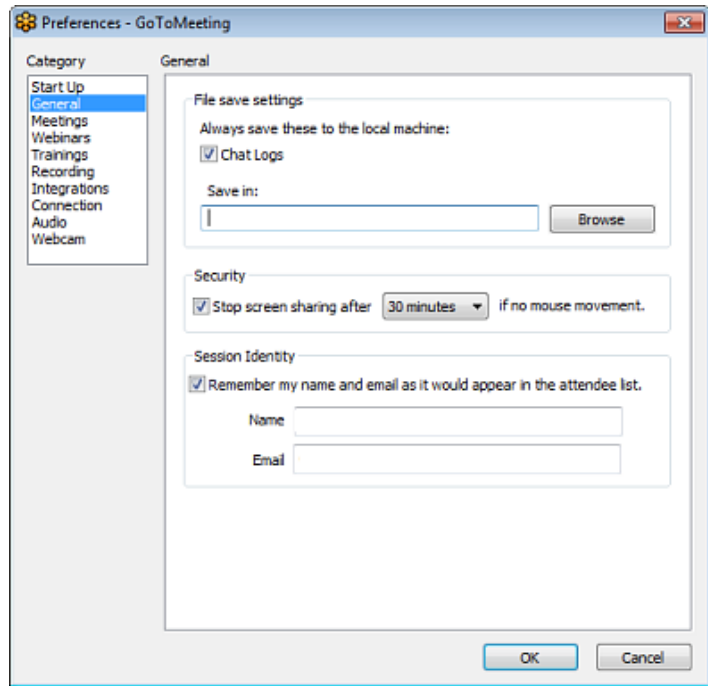 Preferences - GoToMeeting
Category
General
Start Up
General
Meetings
Webinars
Trainings
Recording
Integrations
Connection
Audio
Webcam
File save settings
Always save these to the local machine:
Chat Logs
Save in:
Browse
Security
Stop screen sharing after 30 minutes if no mouse movement.
Session Identity
Remember my name and email as it would appear in the attendee list.
Name
Email
OK Cancel